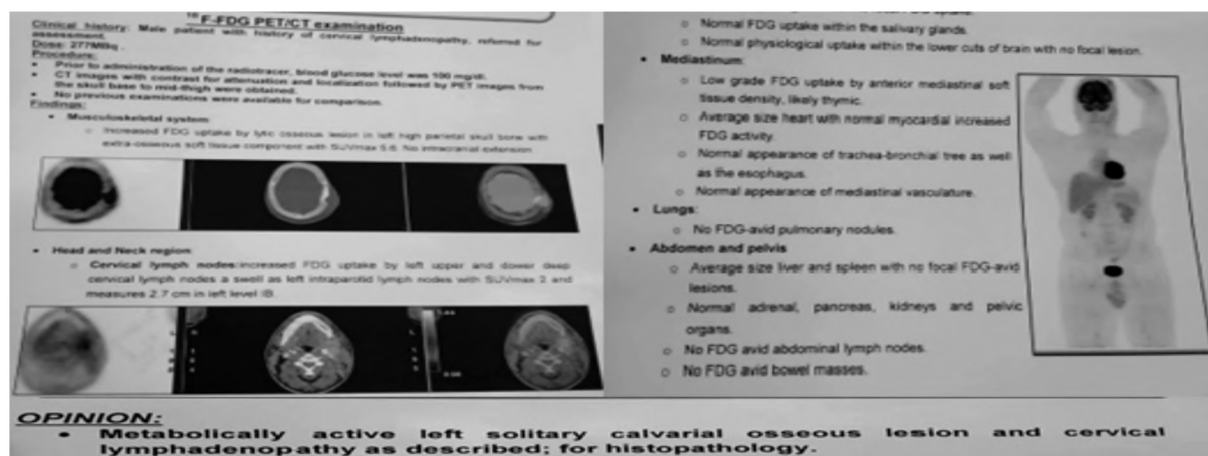 18 F-FDG PET/CT examination
Clinical history: Male patient with history of cervical lymphadenopathy, referred for
assessment.
Dose: 277MBq .
Procedure:
• Prior to administration of the radiotracer, blood glucose level was 100 mg/dl.
• CT images with contrast for attenuation and localization followed by PET images from
the skull base to mid-thigh were obtained.
• No previous examinations were available for comparison.
Findings:
• Musculoskeletal system:
o Increased FDG uptake by lytic osseous lesion in left high parietal skull bone with
extra-osseous soft tissue component with SUVmax 5.6. No intracranial extension
• Head and Neck region:
o Cervical lymph nodes: increased FDG uptake by left upper and dower deep
cervical lymph nodes a swell as left intraparotid lymph nodes with SUVmax 2 and
measures 2.7 cm in left level IB.
o Normal FDG uptake within the salivary glands.
o Normal physiological uptake within the lower cuts of brain with no focal lesion.
• Mediastinum:
o Low grade FDG uptake by anterior mediastinal soft
tissue density, likely thymic.
o Average size heart with normal myocardial increased
FDG activity.
o Normal appearance of trachea-bronchial tree as well
as the esophagus.
o Normal appearance of mediastinal vasculature.
• Lungs:
o No FDG-avid pulmonary nodules.
• Abdomen and pelvis
o Average size liver and spleen with no focal FDG-avid
lesions.
o Normal adrenal, pancreas, kidneys and pelvic
organs.
o No FDG avid abdominal lymph nodes.
o No FDG avid bowel masses.
OPINION:
• Metabolically active left solitary calvarial osseous lesion and cervical
lymphadenopathy as described; for histopathology.